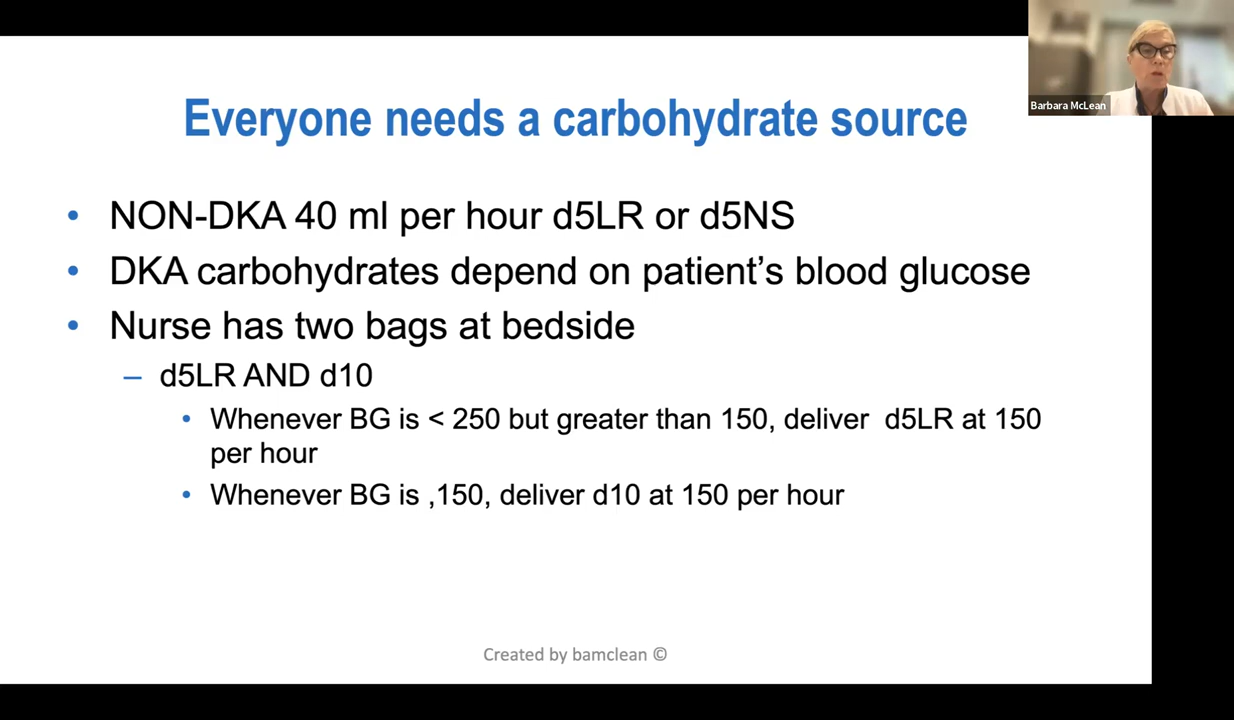 Barbara McLean
Everyone needs a carbohydrate source
• NON-DKA 40 ml per hour d5LR or d5NS
• DKA carbohydrates depend on patient’s blood glucose
• Nurse has two bags at bedside
– d5LR AND d10
• Whenever BG is < 250 but greater than 150, deliver d5LR at 150
per hour
• Whenever BG is ,150, deliver d10 at 150 per hour
Created by bamclean ©